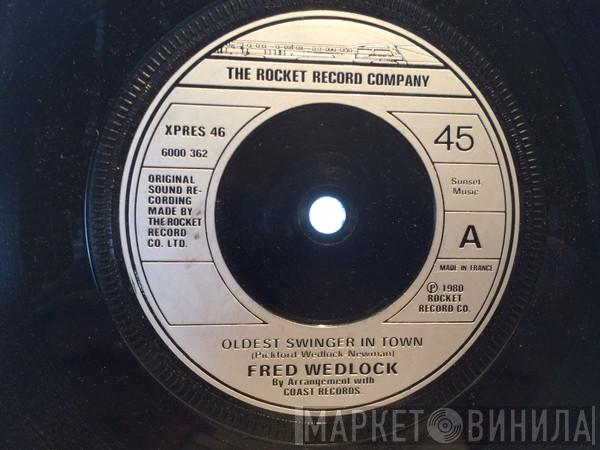 THE ROCKET RECORD COMPANY
XPRES 46
6000 362
ORIGINAL
SOUND RE-
CORDING
MADE BY
THE ROCKET
RECORD
CO. LTD.
45
Sunset
Music
A
MADE IN FRANCE
Ⓟ 1980
ROCKET
RECORD CO.
OLDEST SWINGER IN TOWN
(Pickford-Wedlock-Newman)
FRED WEDLOCK
By Arrangement with
COAST RECORDS
МАРКЕТ ВИНИЛА